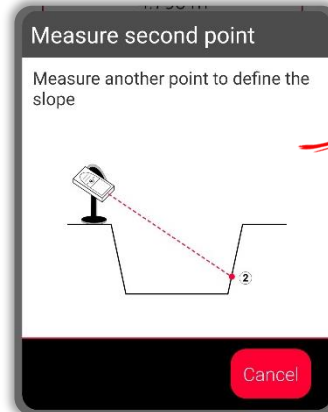 Measure second point
Measure another point to define the
slope
2
Cancel